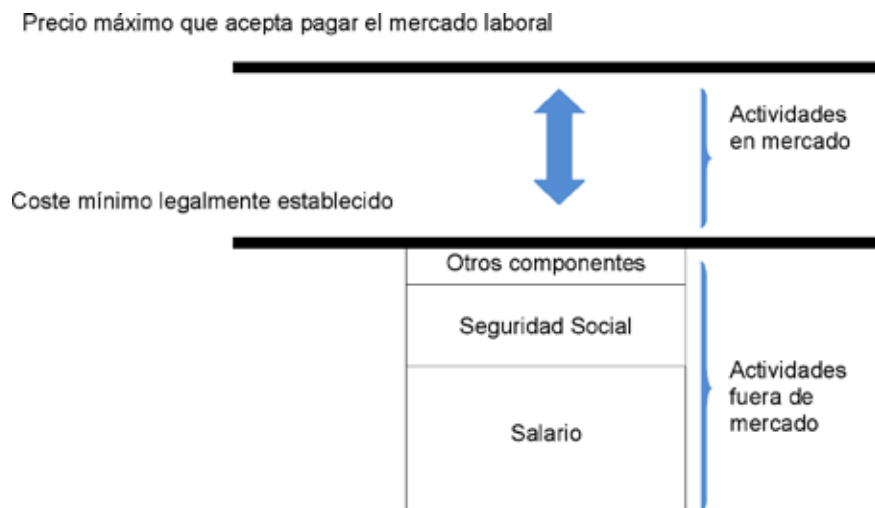 Precio máximo que acepta pagar el mercado laboral
Actividades
en mercado
Coste mínimo legalmente establecido
Otros componentes
Seguridad Social
Actividades
fuera de
mercado
Salario